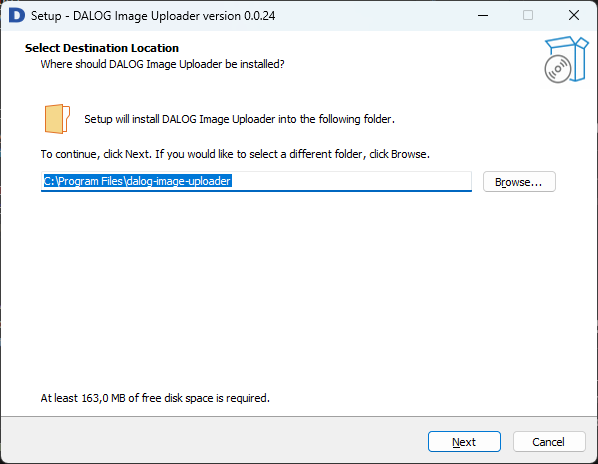 D Setup - DALOG Image Uploader version 0.0.24
Select Destination Location
Where should DALOG Image Uploader be installed?
Setup will install DALOG Image Uploader into the following folder.
To continue, click Next. If you would like to select a different folder, click Browse.
C:\Program Files\dalog-image-uploader
Browse...
At least 163,0 MB of free disk space is required.
Next
Cancel